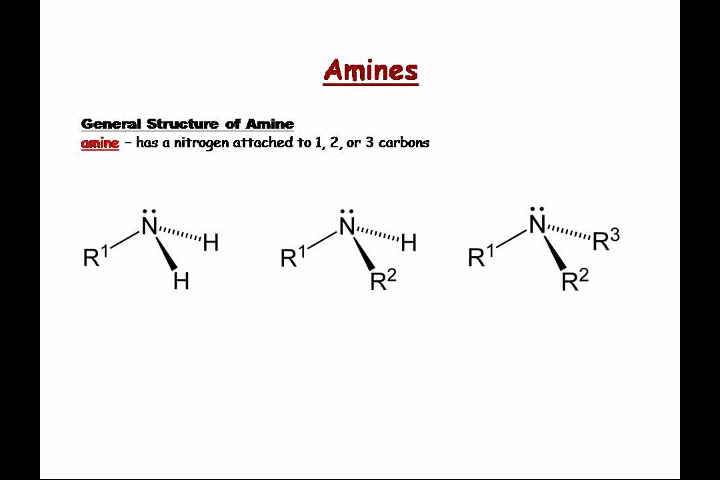 Amines
General Structure of Amine
amine - has a nitrogen attached to 1, 2, or 3 carbons
N R¹ H H
N R¹ H R²
N R¹ R³ R²